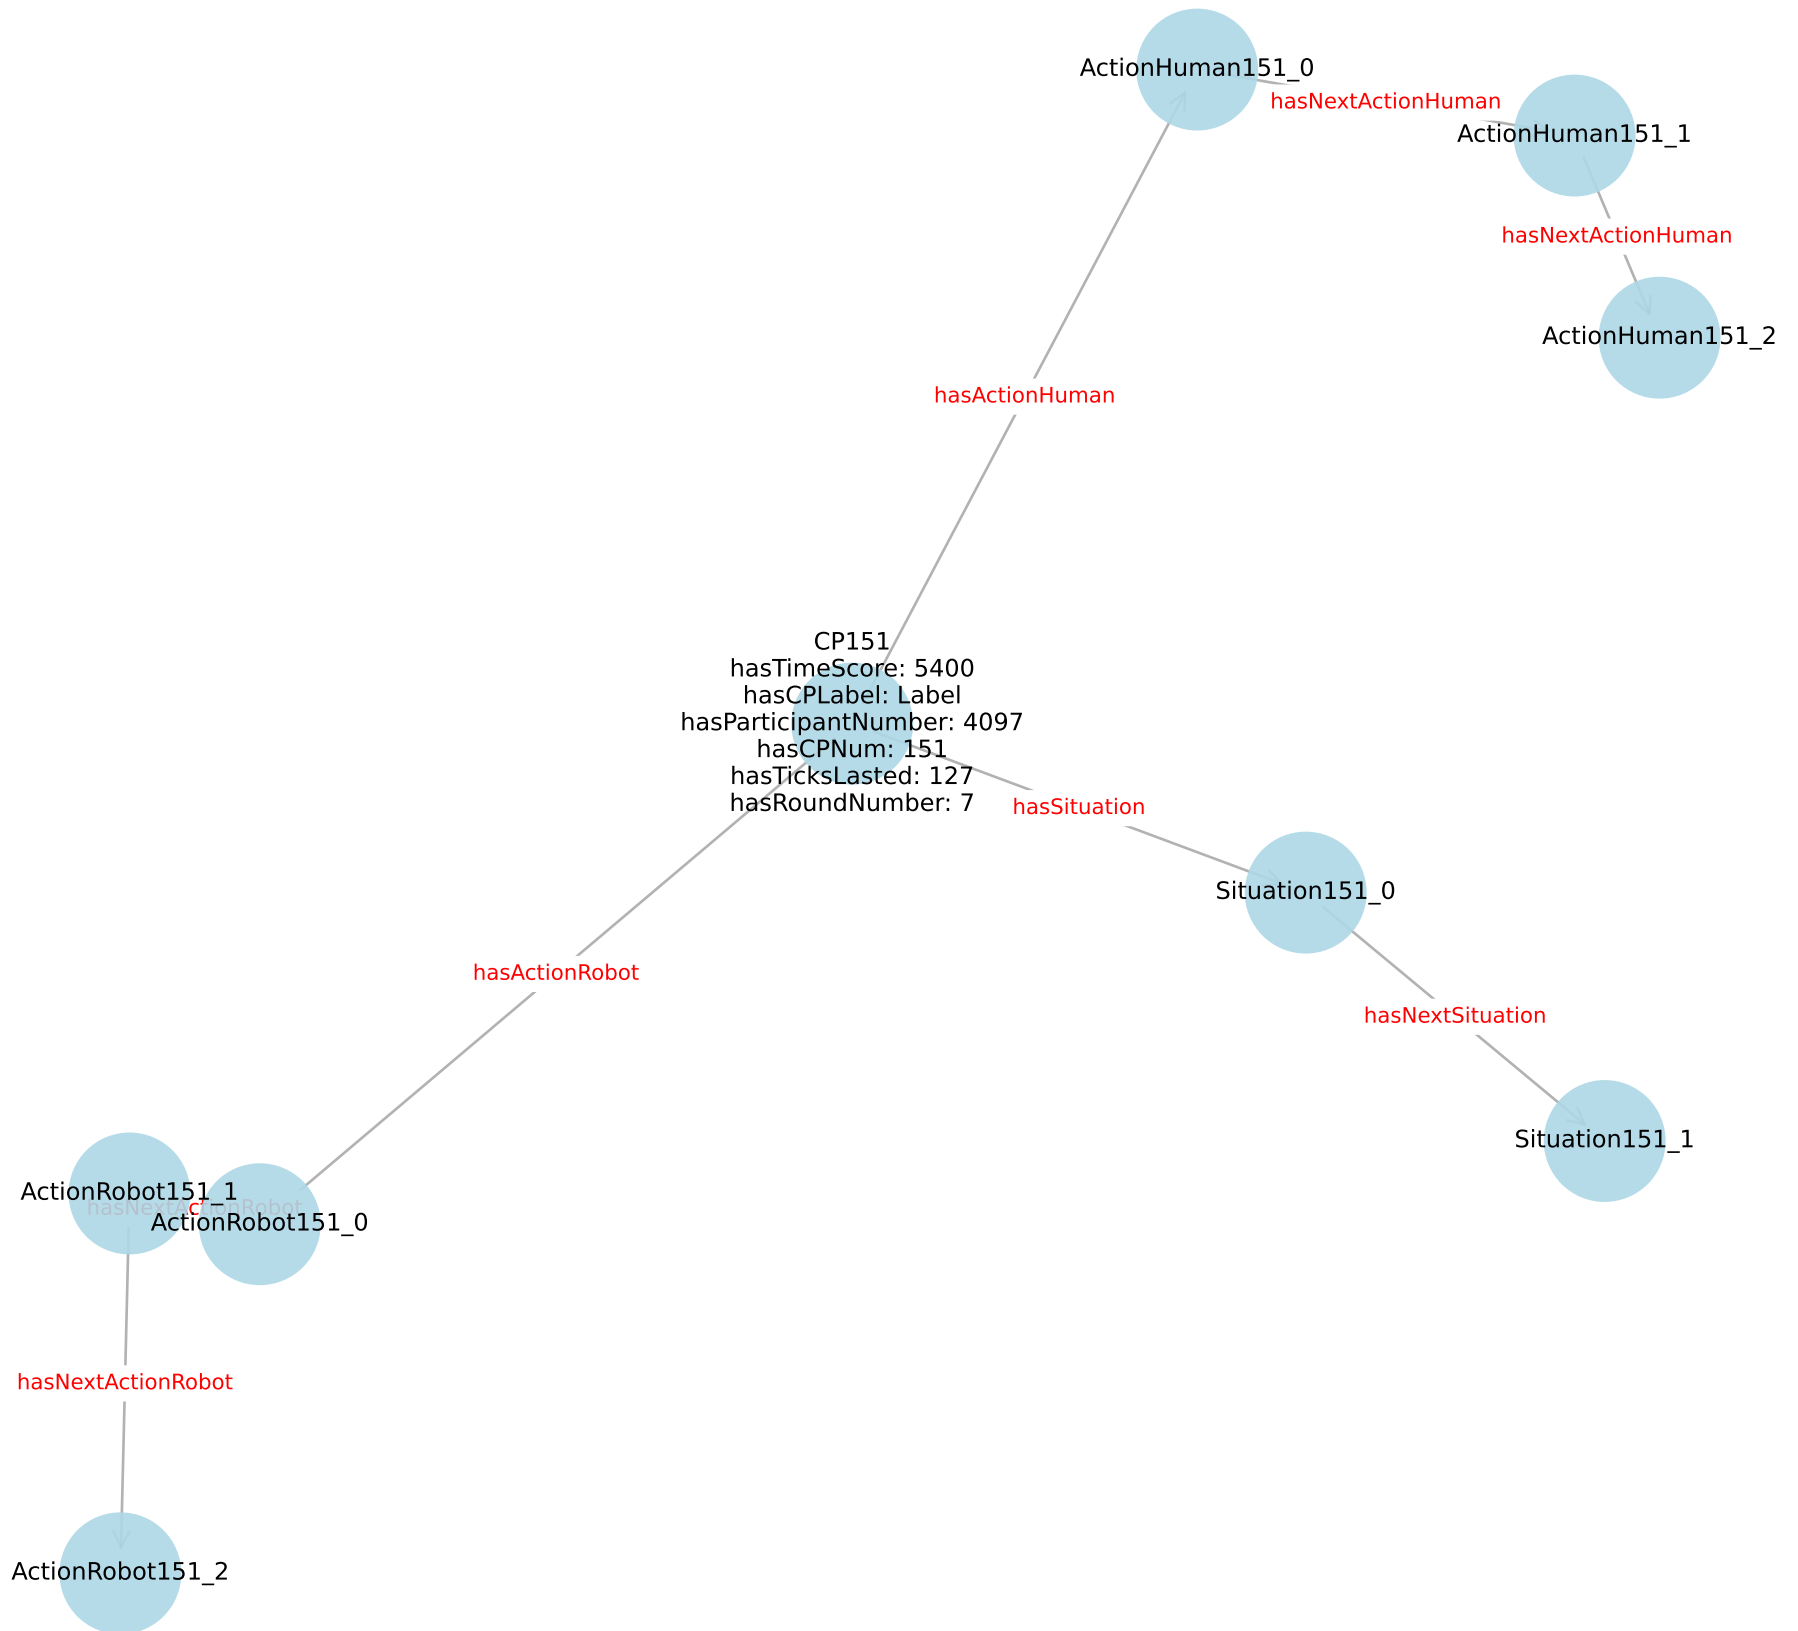 ActionHuman151_0
hasNextActionHuman
ActionHuman151_1
hasNextActionHuman
ActionHuman151_2
hasActionHuman
CP151
hasTimeScore: 5400
hasCPLabel: Label
hasParticipantNumber: 4097
hasCPNum: 151
hasTicksLasted: 127
hasRoundNumber: 7
hasSituation
Situation151_0
hasActionRobot
hasNextSituation
Situation151_1
ActionRobot151_1
hasNextActionRobot
ActionRobot151_0
hasNextActionRobot
ActionRobot151_2